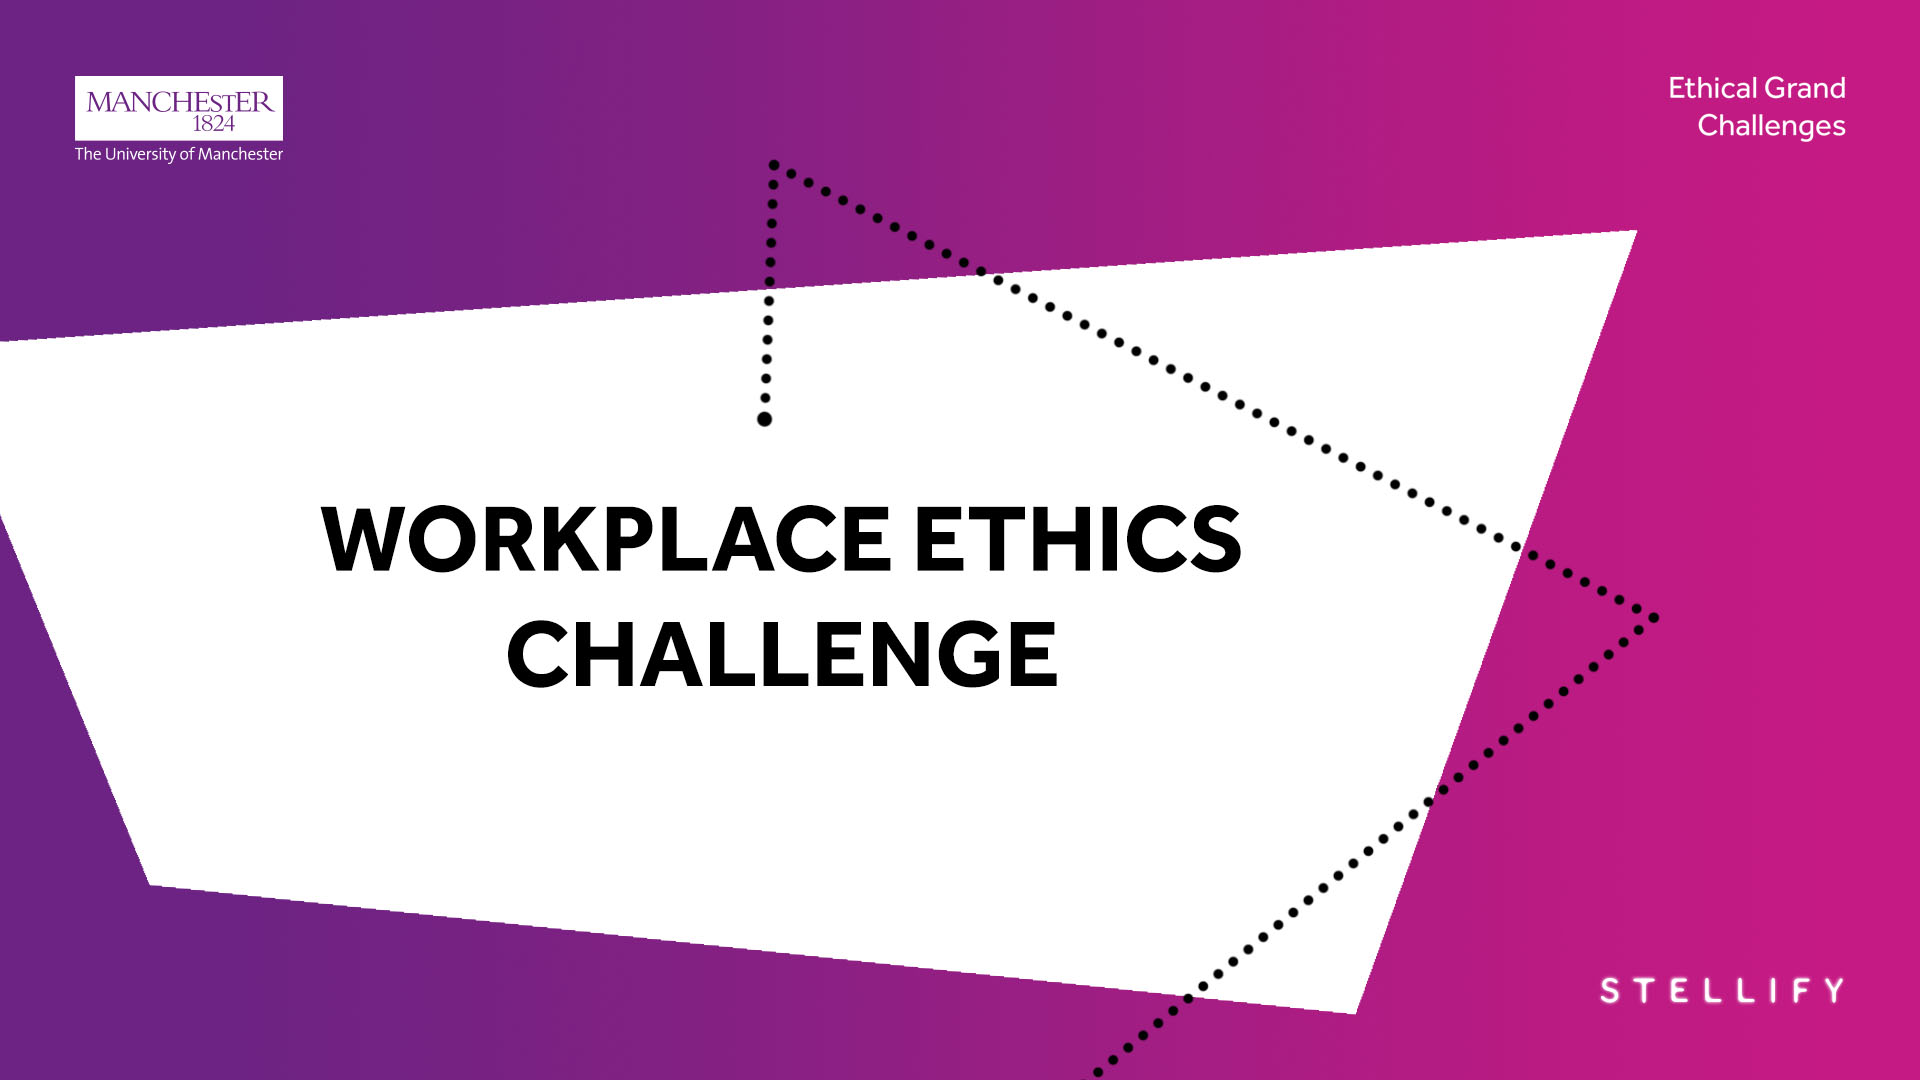 MANCHESTER
1824
The University of Manchester
Ethical Grand
Challenges
WORKPLACE ETHICS
CHALLENGE
STELLIFY